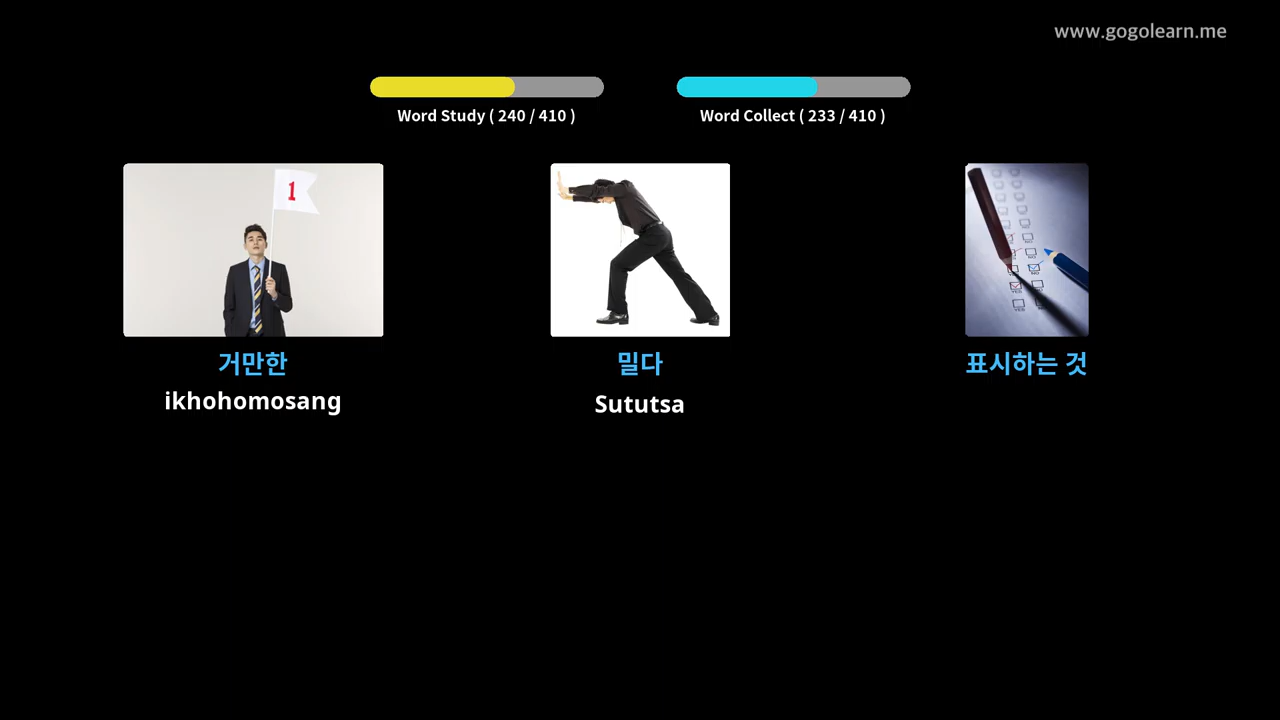 www.gogolearn.me
Word Study ( 240 / 410 )
Word Collect ( 233 / 410 )
1
거만한
밀다
표시하는 것
ikhohomosang
Sututsa